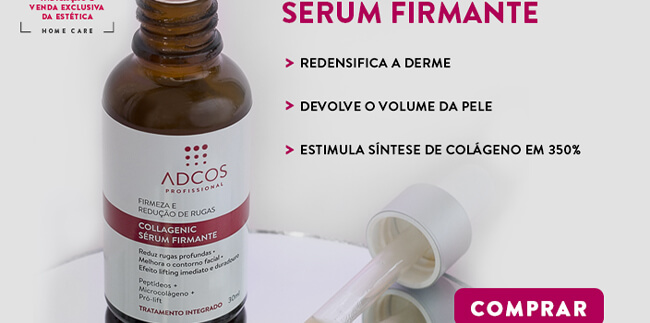 VENDA EXCLUSIVA
DA ESTÉTICA
HOME CARE
SÉRUM FIRMANTE
> REDENSIFICA A DERME
> DEVOLVE O VOLUME DA PELE
> ESTIMULA SÍNTESE DE COLÁGENO EM 350%
ADCOS
PROFISSIONAL
FIRMEZA E
REDUÇÃO DE RUGAS
COLLAGENIC
SÉRUM FIRMANTE
Reduz rugas profundas •
Melhora o contorno facial •
Efeito lifting imediato e duradouro
Peptídeos +
Microcolágeno +
Pró-lift
30ml
TRATAMENTO INTEGRADO
COMPRAR